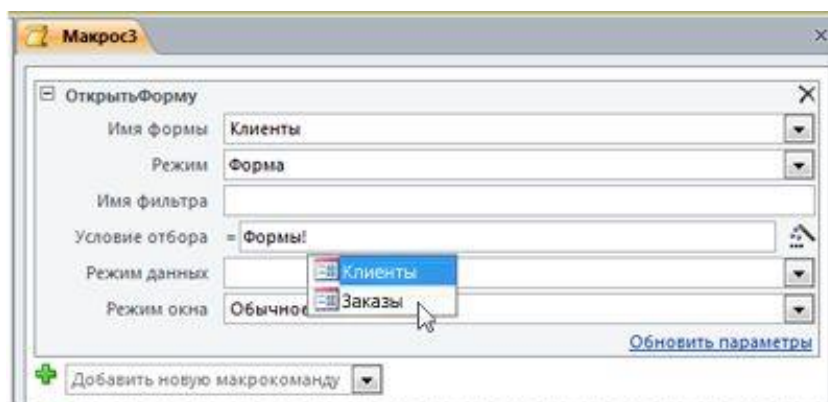 Макрос3
ОткрытьФорму
Имя формы Клиенты
Режим Форма
Имя фильтра
Условие отбора = Формы!
Клиенты
Режим данных
Заказы
Режим окна Обычное
Обновить параметры
Добавить новую макрокоманду